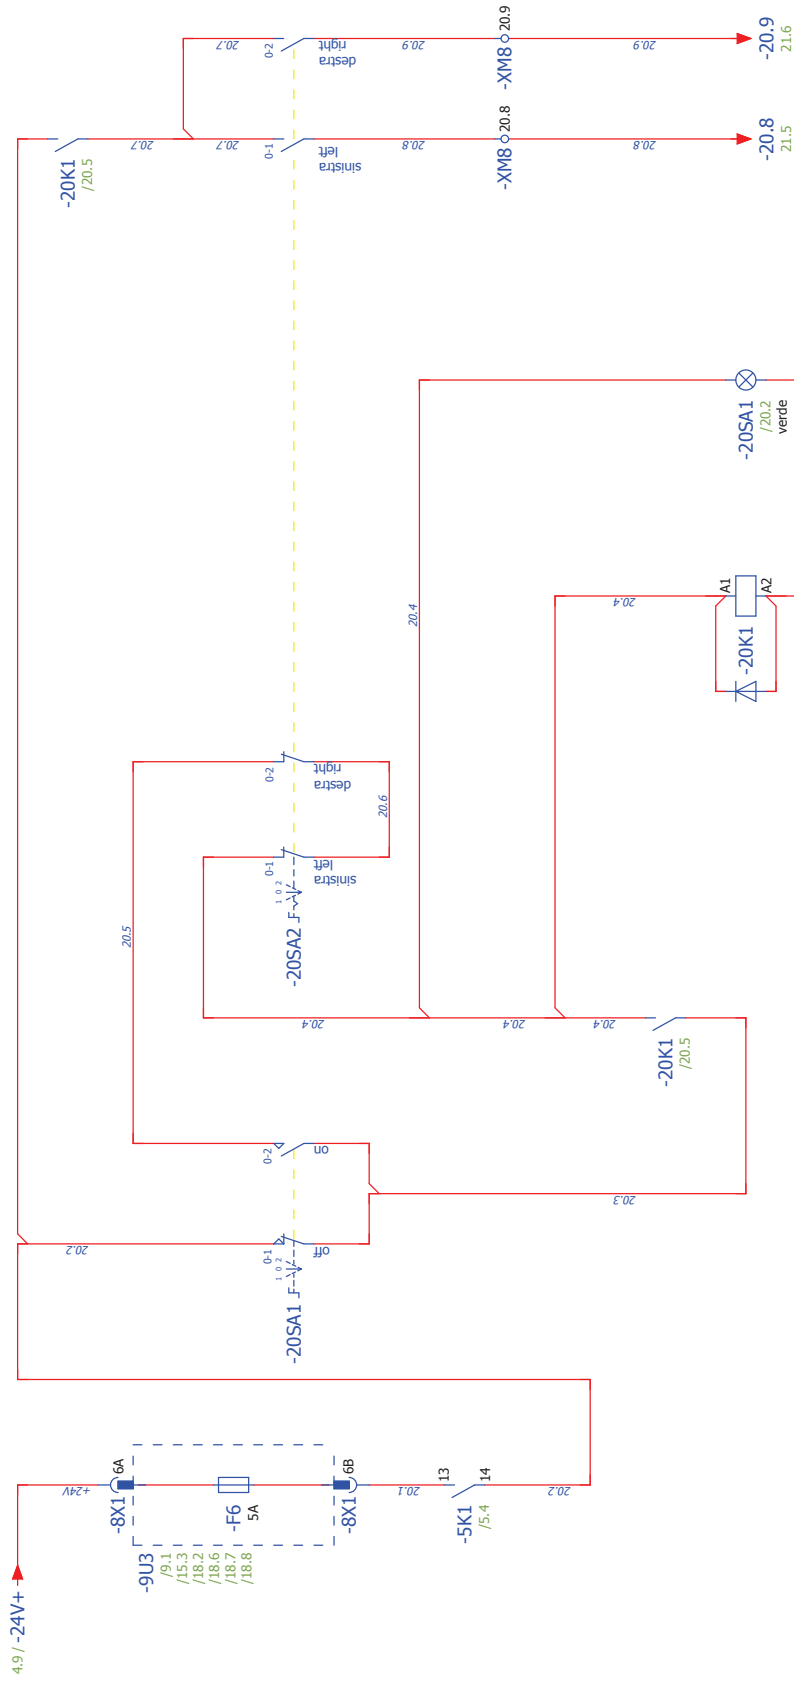 20.7
0-2
right
destra
20.9
-XM8
20.9
20.9
-20.9
21.6
-20K1
/20.5
20.7
20.7
0-1
left
sinistra
20.8
-XM8
20.8
20.8
-20.8
21.5
-20SA1
/20.2
verde
20.4
20.4
A1
A2
-20K1
0-2
right
destra
20.6
20.5
0-1
left
sinistra
1 0 2
-20SA2
20.4
20.4
20.4
-20K1
/20.5
0-2
on
20.3
20.2
0-1
off
1 0 2
-20SA1
+24V
-8X1
6A
-F6
5A
-8X1
6B
20.1
13
14
-5K1
/5.4
20.2
-9U3
/9.1
/15.3
/18.2
/18.6
/18.7
/18.8
4.9 / -24V+